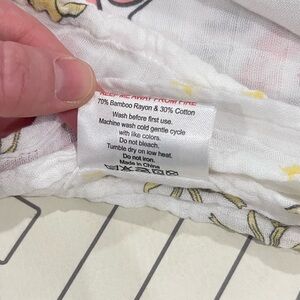 KEEP ME AWAY FROM FIRE
70% Bamboo Rayon & 30% Cotton
Wash before first use.
Machine wash cold gentle cycle
with like colors.
Do not bleach.
Tumble dry on low heat.
Do not iron.
Made in China